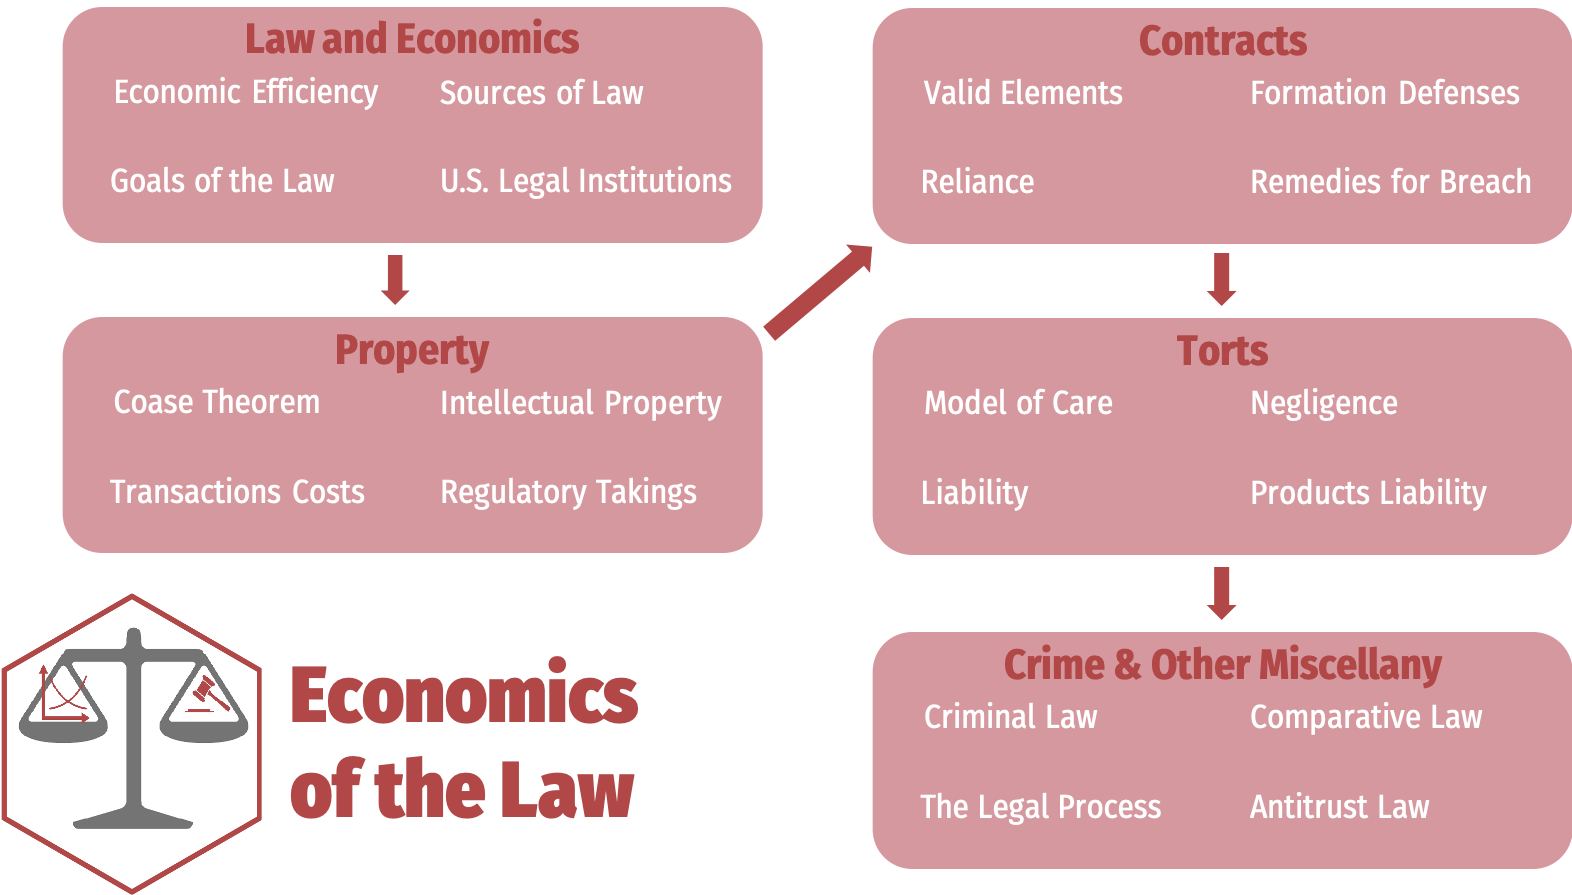 Law and Economics
Economic Efficiency
Sources of Law
Goals of the Law
U.S. Legal Institutions
Property
Coase Theorem
Intellectual Property
Transactions Costs
Regulatory Takings
Contracts
Valid Elements
Formation Defenses
Reliance
Remedies for Breach
Torts
Model of Care
Negligence
Liability
Products Liability
Crime & Other Miscellany
Criminal Law
Comparative Law
The Legal Process
Antitrust Law
Economics
of the Law